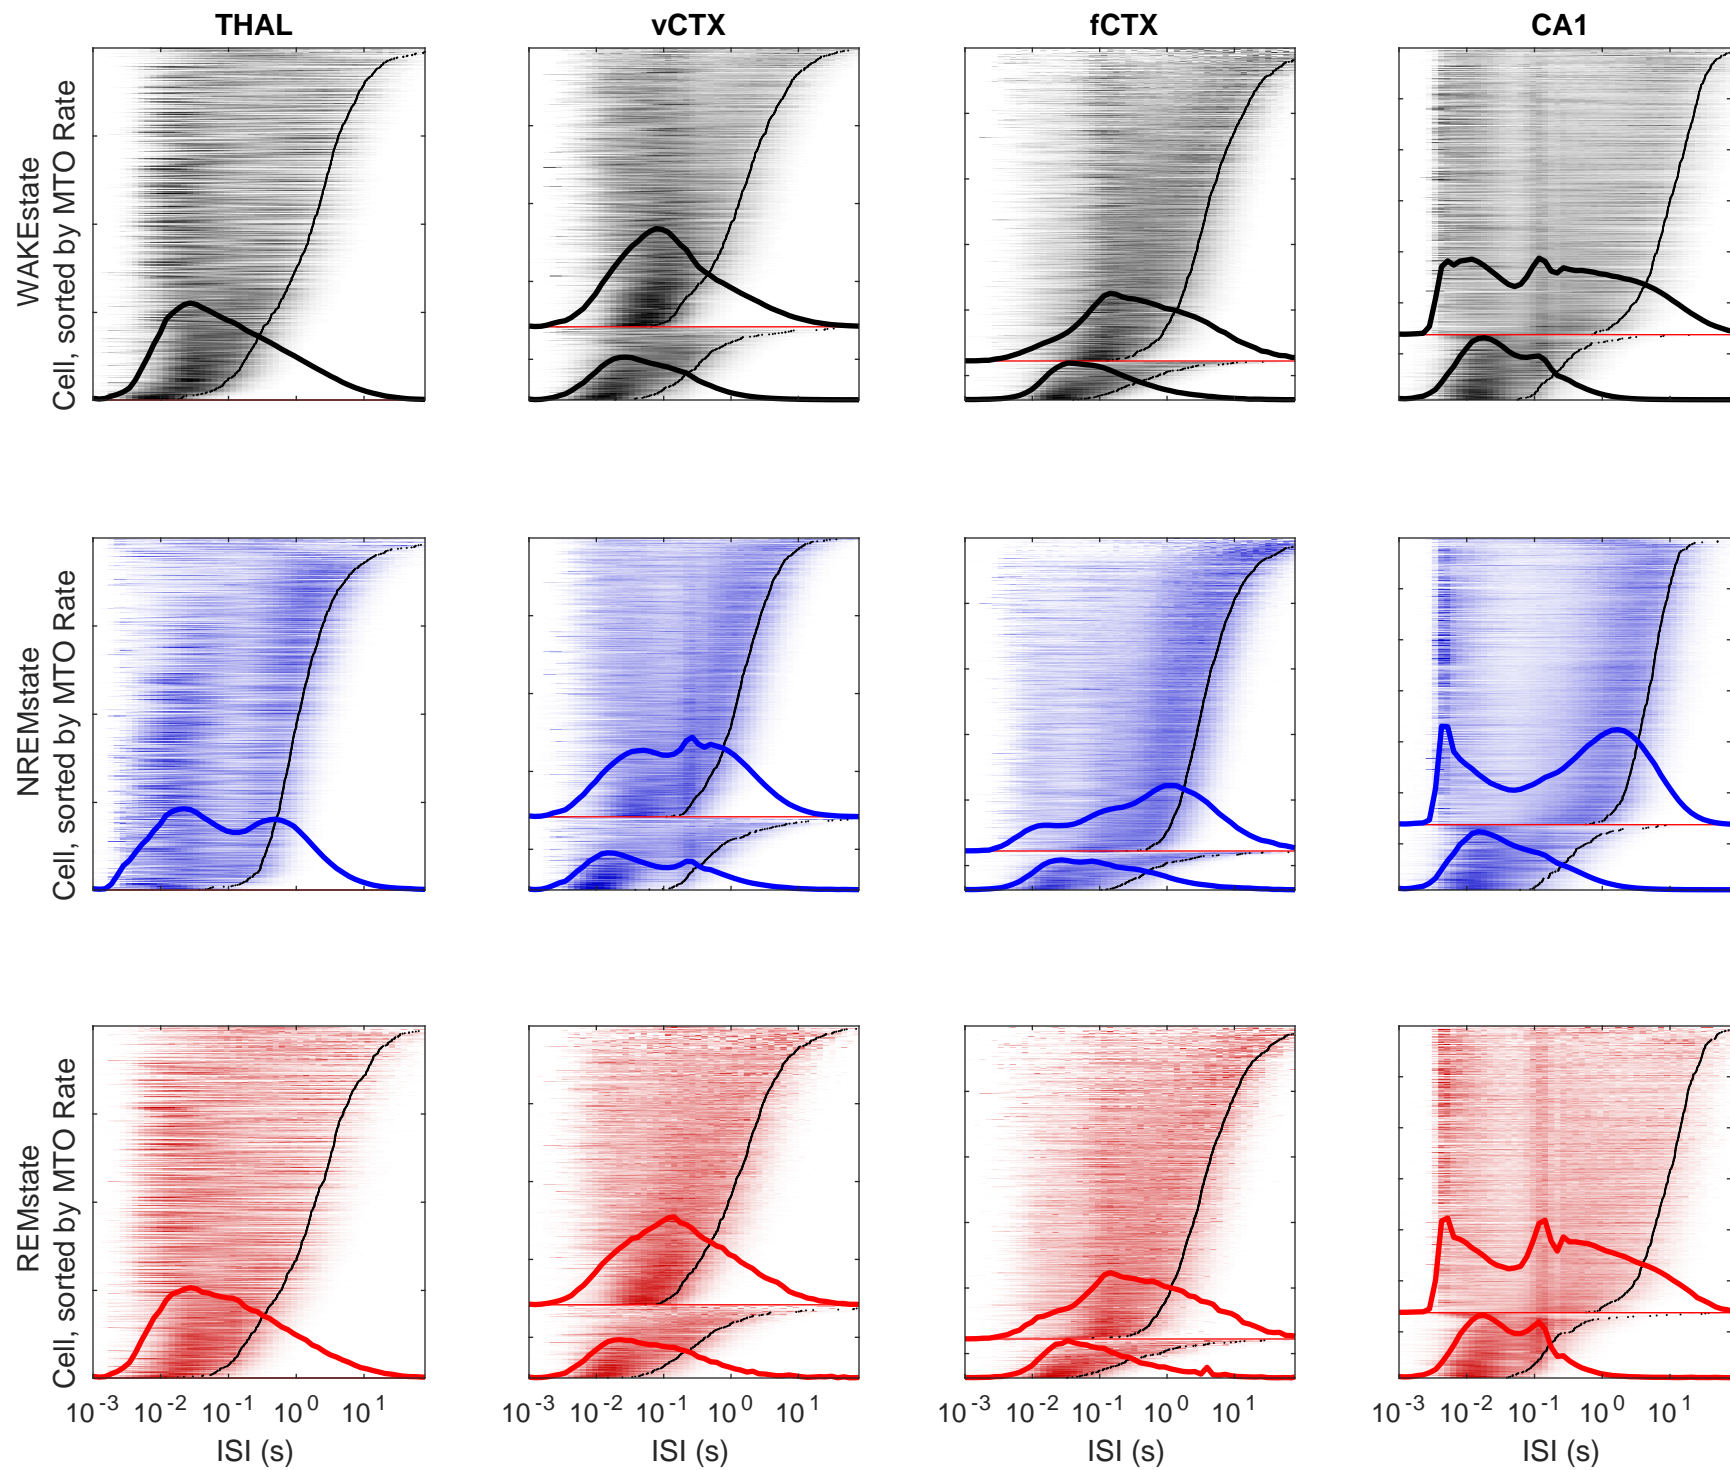 THAL vCTX fCTX CA1
WAKEstate
Cell, sorted by MTO Rate
NREMstate
Cell, sorted by MTO Rate
REMstate
Cell, sorted by MTO Rate
10^-3 10^-2 10^-1 10^0 10^1 10^-3 10^-2 10^-1 10^0 10^1 10^-3 10^-2 10^-1 10^0 10^1 10^-3 10^-2 10^-1 10^0 10^1
ISI (s) ISI (s) ISI (s) ISI (s)